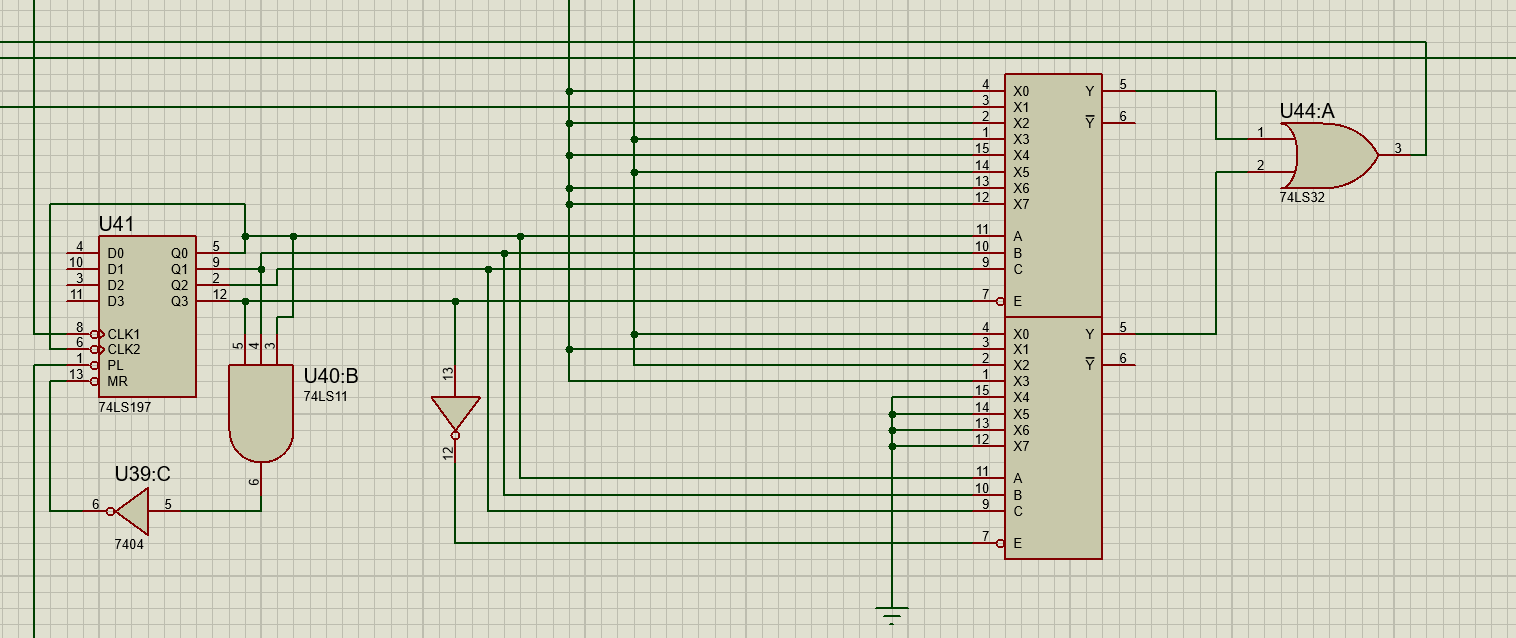 4 X0 Y 5
3 X1
2 X2 Y 6
1 X3
15 X4
14 X5
13 X6
12 X7
11 A
10 B
9 C
7 E
U44:A
1
2
3
74LS32
U41
4 D0 Q0 5
10 D1 Q1 9
3 D2 Q2 2
11 D3 Q3 12
8 CLK1
6 CLK2
1 PL
13 MR
74LS197
5 4 3
U40:B
74LS11
6
13
12
U39:C
6 5
7404
4 X0 Y 5
3 X1
2 X2 Y 6
1 X3
15 X4
14 X5
13 X6
12 X7
11 A
10 B
9 C
7 E